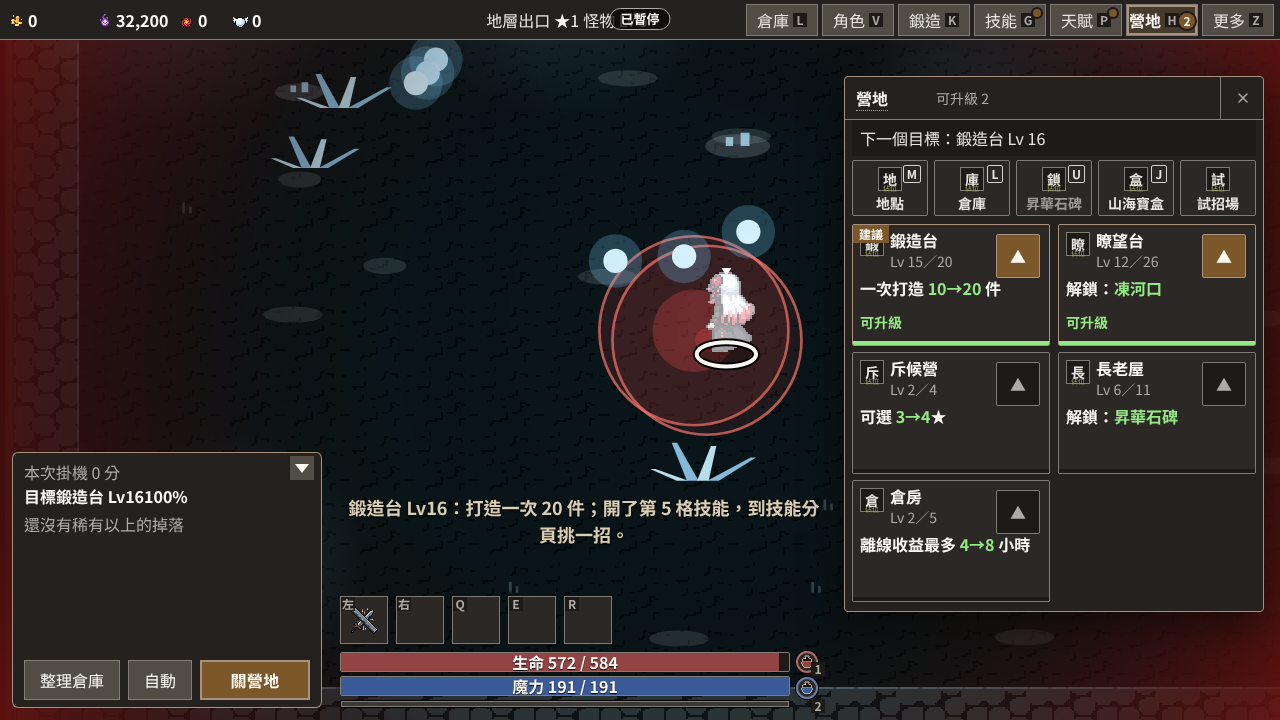 0
32,200
0
0
地層出口 ★1 怪物
已暫停
倉庫 L
角色 V
鍛造 K
技能 G
天賦 P
營地 H 2
更多 Z
營地
可升級 2
×
下一個目標：鍛造台 Lv 16
地 M
地點
庫 L
倉庫
鎖 U
昇華石碑
盒 J
山海寶盒
試
試招場
建議
鍛造台
Lv 15／20
一次打造 10→20 件
可升級
瞭
瞭望台
Lv 12／26
解鎖：凍河口
可升級
斥
斥候營
Lv 2／4
可選 3→4★
長
長老屋
Lv 6／11
解鎖：昇華石碑
倉
倉房
Lv 2／5
離線收益最多 4→8 小時
本次掛機 0 分
目標鍛造台 Lv16100%
還沒有稀有以上的掉落
整理倉庫
自動
關營地
鍛造台 Lv16：打造一次 20 件；開了第 5 格技能，到技能分
頁挑一招。
左
右
Q
E
R
生命 572 / 584
1
魔力 191 / 191
2